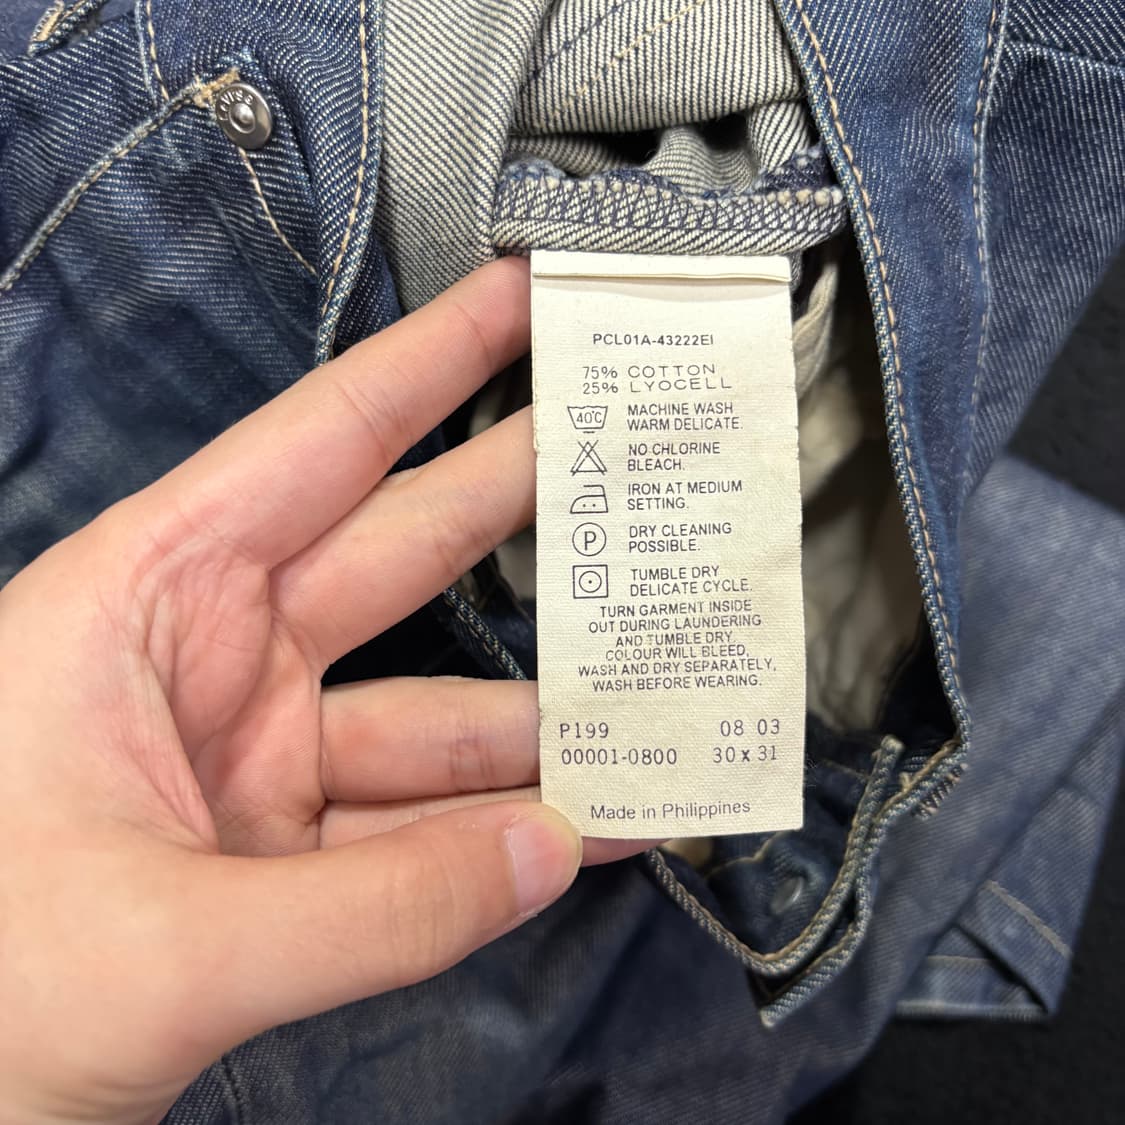 LEVI'S
PCL01A-43222EI
75% COTTON
25% LYOCELL
40°C MACHINE WASH
WARM DELICATE.
NO CHLORINE
BLEACH.
IRON AT MEDIUM
SETTING.
P DRY CLEANING
POSSIBLE.
TUMBLE DRY
DELICATE CYCLE.
TURN GARMENT INSIDE
OUT DURING LAUNDERING
AND TUMBLE DRY.
COLOUR WILL BLEED,
WASH AND DRY SEPARATELY,
WASH BEFORE WEARING.
P199 08 03
00001-0800 30 x 31
Made in Philippines